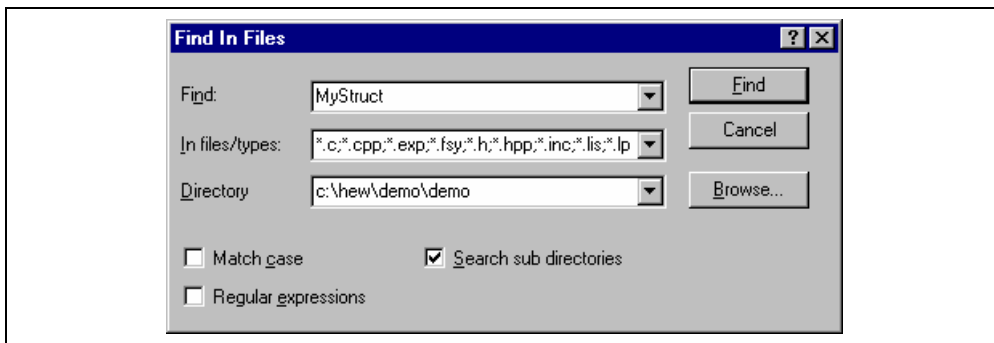 Find In Files
Find:
MyStruct
Find
In files/types:
*.c;*.cpp;*.exp;*.fsy;*.h;*.hpp;*.inc;*.lis;*.lp
Cancel
Directory
c:\hew\demo\demo
Browse...
Match case
Search sub directories
Regular expressions